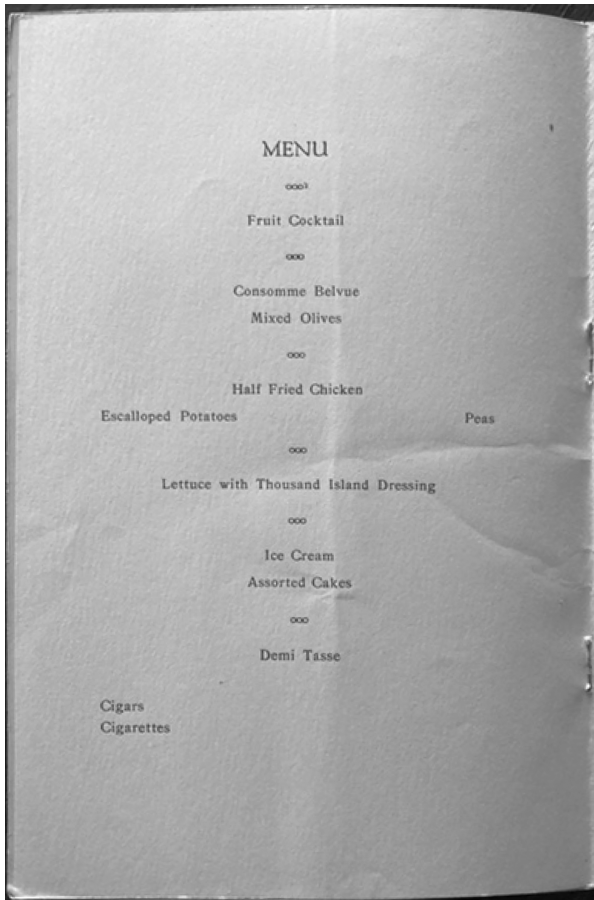 MENU
Fruit Cocktail
Consomme Belvue
Mixed Olives
Half Fried Chicken
Escalloped Potatoes Peas
Lettuce with Thousand Island Dressing
Ice Cream
Assorted Cakes
Demi Tasse
Cigars
Cigarettes